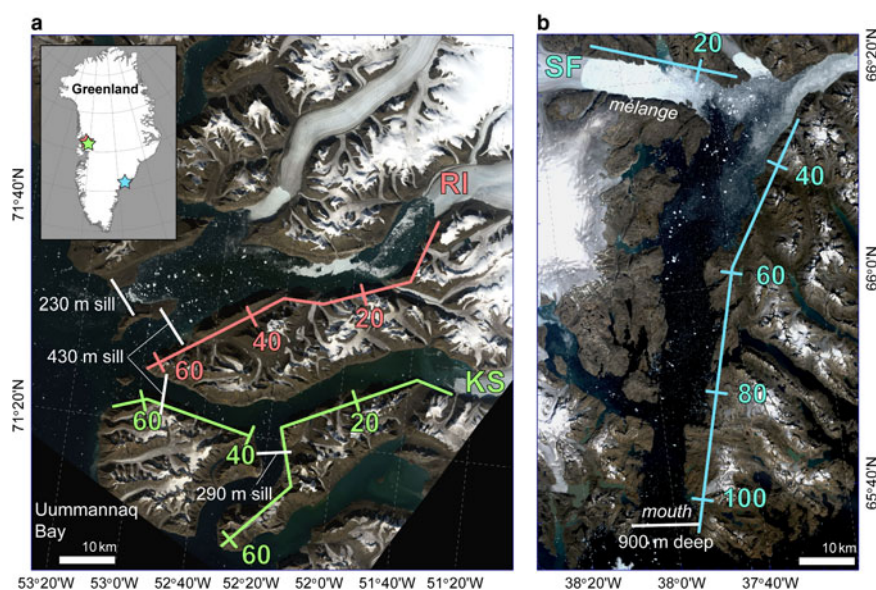 a
Greenland
RI
71°40'N
230 m sill
20
40
430 m sill
60
KS
71°20'N
60
20
40
290 m sill
Uummannaq
Bay
60
10 km
53°20'W 53°0'W 52°40'W 52°20'W 52°0'W 51°40'W 51°20'W
b
20
SF
mélange
66°20'N
40
66°0'N
60
80
65°40'N
100
mouth
900 m deep
10 km
38°20'W 38°0'W 37°40'W